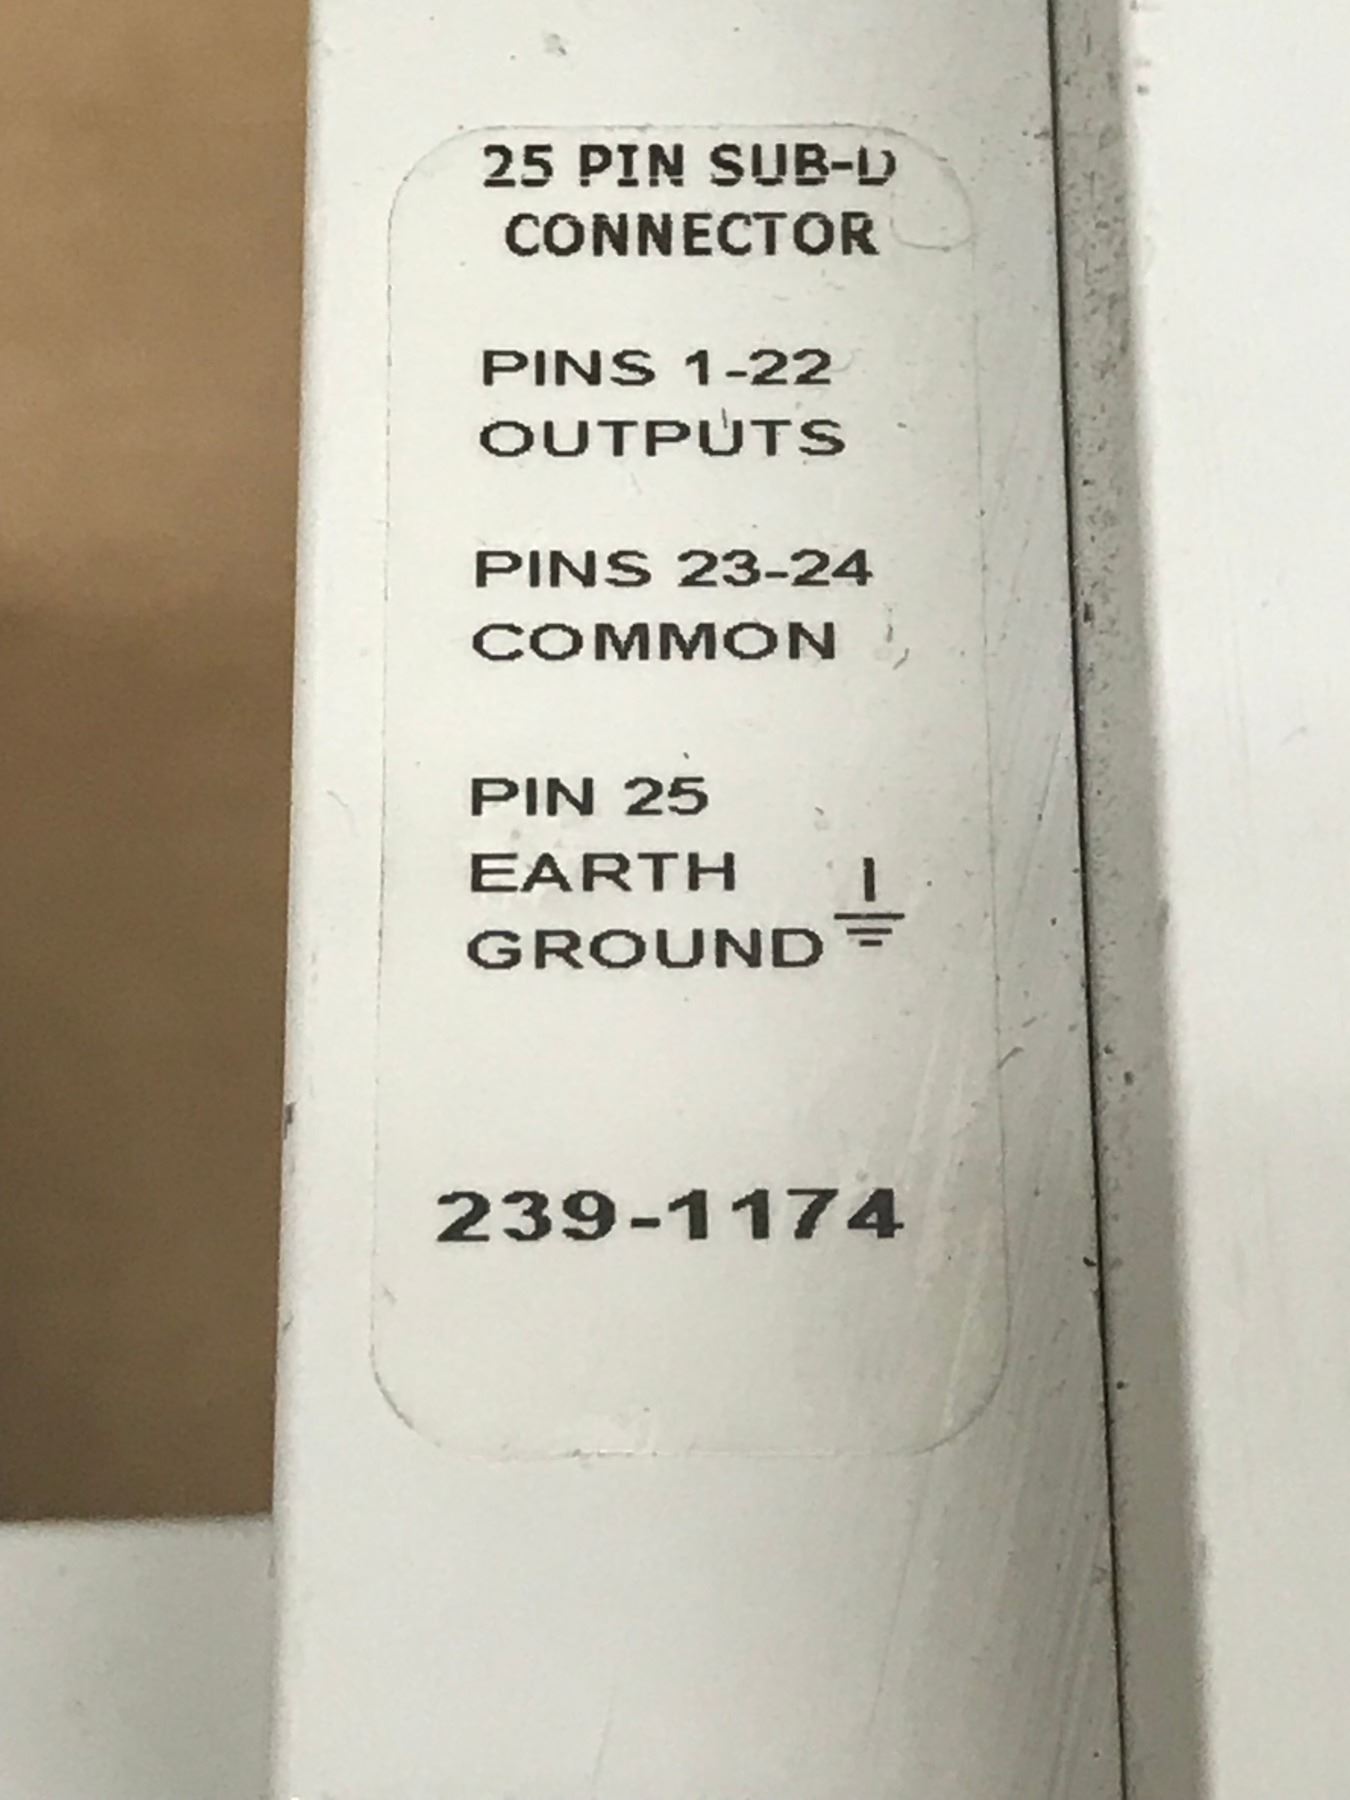 25 PIN SUB-D
CONNECTOR
PINS 1-22
OUTPUTS
PINS 23-24
COMMON
PIN 25
EARTH
GROUND
239-1174